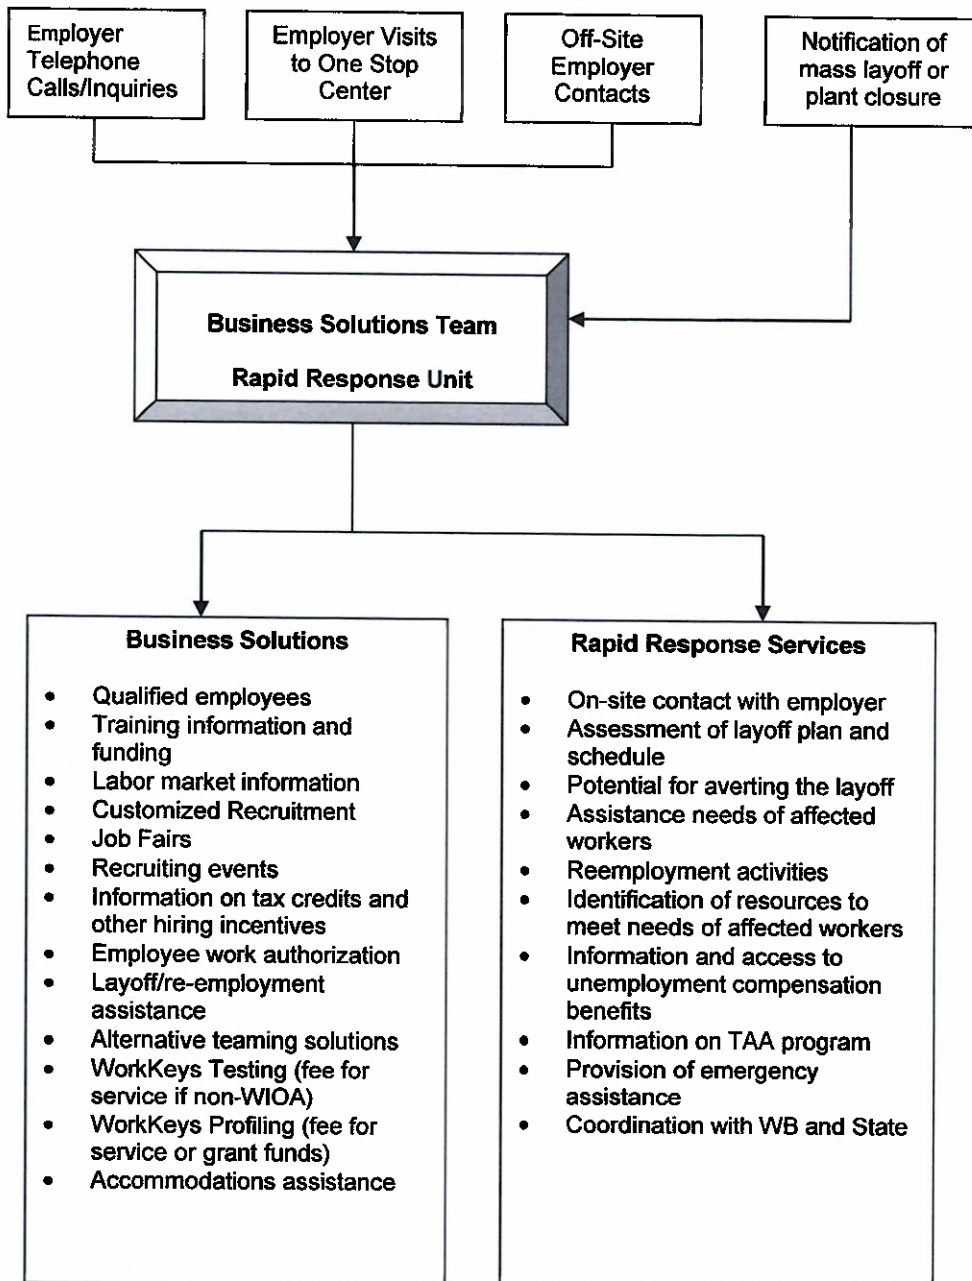 Employer
Telephone
Calls/Inquiries
Employer Visits
to One Stop
Center
Off-Site
Employer
Contacts
Notification of
mass layoff or
plant closure
Business Solutions Team
Rapid Response Unit
Business Solutions
• Qualified employees
• Training information and
funding
• Labor market information
• Customized Recruitment
• Job Fairs
• Recruiting events
• Information on tax credits and
other hiring incentives
• Employee work authorization
• Layoff/re-employment
assistance
• Alternative teaming solutions
• WorkKeys Testing (fee for
service if non-WIOA)
• WorkKeys Profiling (fee for
service or grant funds)
• Accommodations assistance
Rapid Response Services
• On-site contact with employer
• Assessment of layoff plan and
schedule
• Potential for averting the layoff
• Assistance needs of affected
workers
• Reemployment activities
• Identification of resources to
meet needs of affected workers
• Information and access to
unemployment compensation
benefits
• Information on TAA program
• Provision of emergency
assistance
• Coordination with WB and State